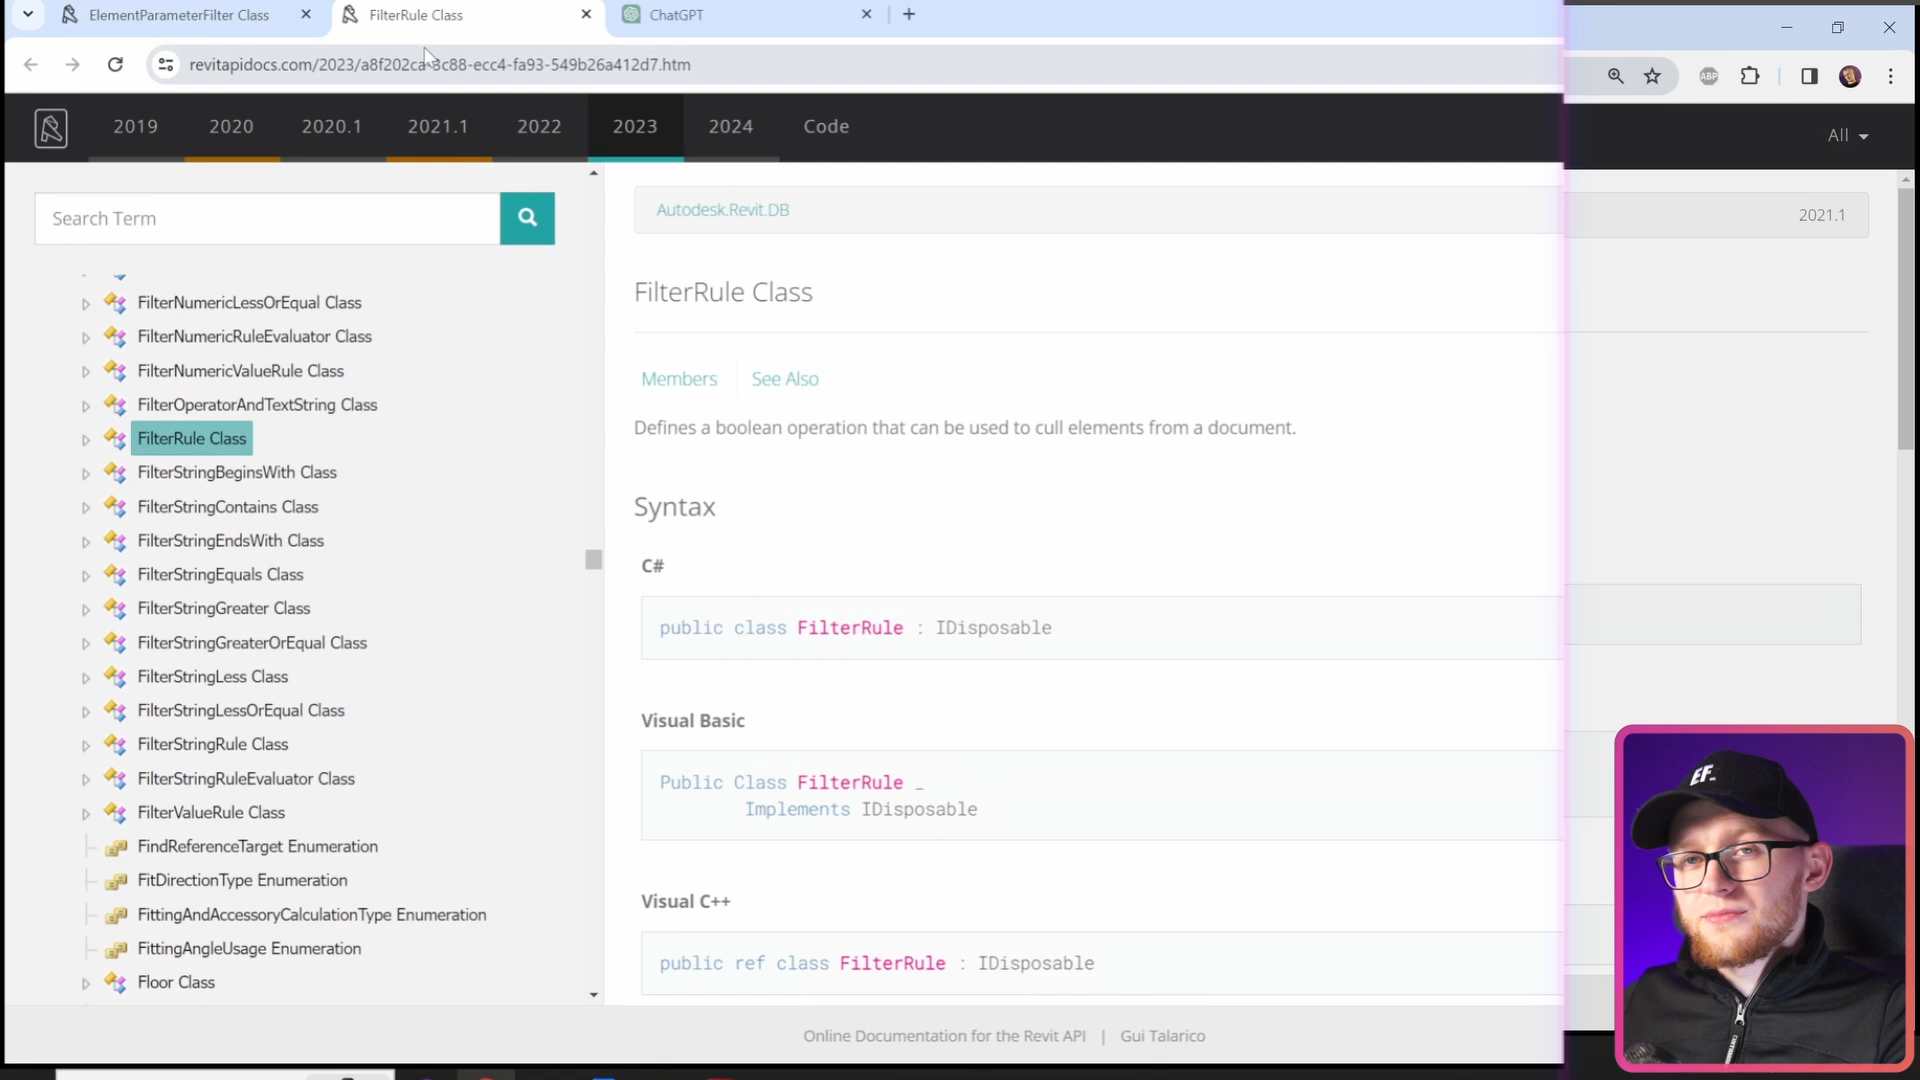 ElementParameterFilter Class
FilterRule Class
ChatGPT
revitapidocs.com/2023/a8f202ca-3c88-ecc4-fa93-549b26a412d7.htm
ABP
2019
2020
2020.1
2021.1
2022
2023
2024
Code
All
Search Term
FilterNumericLessOrEqual Class
FilterNumericRuleEvaluator Class
FilterNumericValueRule Class
FilterOperatorAndTextString Class
FilterRule Class
FilterStringBeginsWith Class
FilterStringContains Class
FilterStringEndsWith Class
FilterStringEquals Class
FilterStringGreater Class
FilterStringGreaterOrEqual Class
FilterStringLess Class
FilterStringLessOrEqual Class
FilterStringRule Class
FilterStringRuleEvaluator Class
FilterValueRule Class
FindReferenceTarget Enumeration
FitDirectionType Enumeration
FittingAndAccessoryCalculationType Enumeration
FittingAngleUsage Enumeration
Floor Class
Autodesk.Revit.DB
2021.1
FilterRule Class
Members
See Also
Defines a boolean operation that can be used to cull elements from a document.
Syntax
C#
public class FilterRule : IDisposable
Visual Basic
Public Class FilterRule _
Implements IDisposable
Visual C++
public ref class FilterRule : IDisposable
Online Documentation for the Revit API | Gui Talarico
EF.